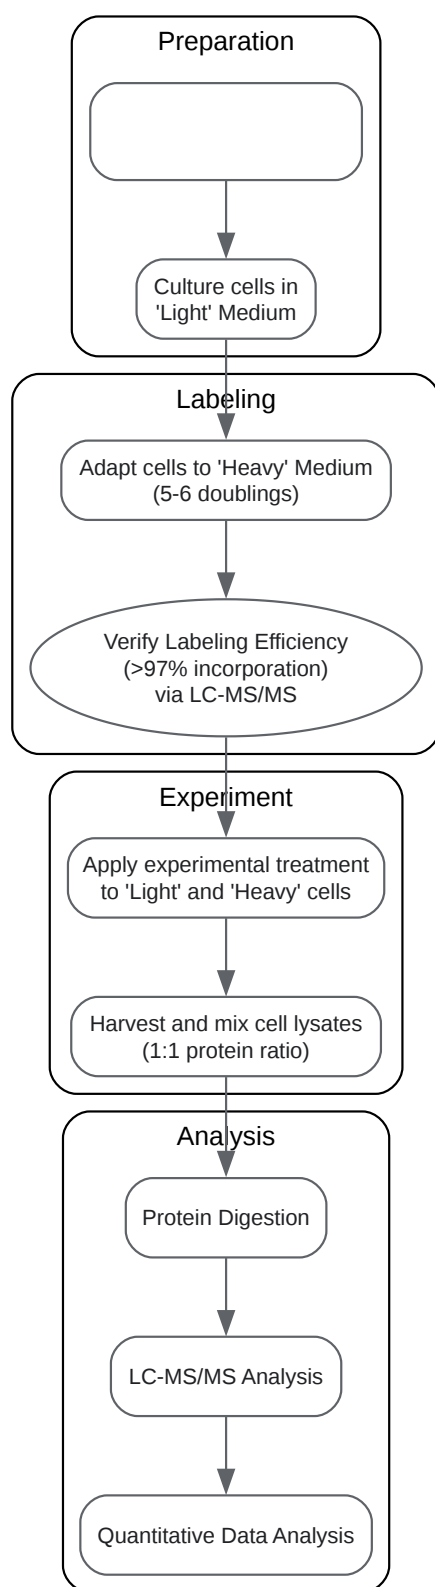 Preparation
Culture cells in
'Light' Medium
Labeling
Adapt cells to 'Heavy' Medium
(5-6 doublings)
Verify Labeling Efficiency
(>97% incorporation)
via LC-MS/MS
Experiment
Apply experimental treatment
to 'Light' and 'Heavy' cells
Harvest and mix cell lysates
(1:1 protein ratio)
Analysis
Protein Digestion
LC-MS/MS Analysis
Quantitative Data Analysis